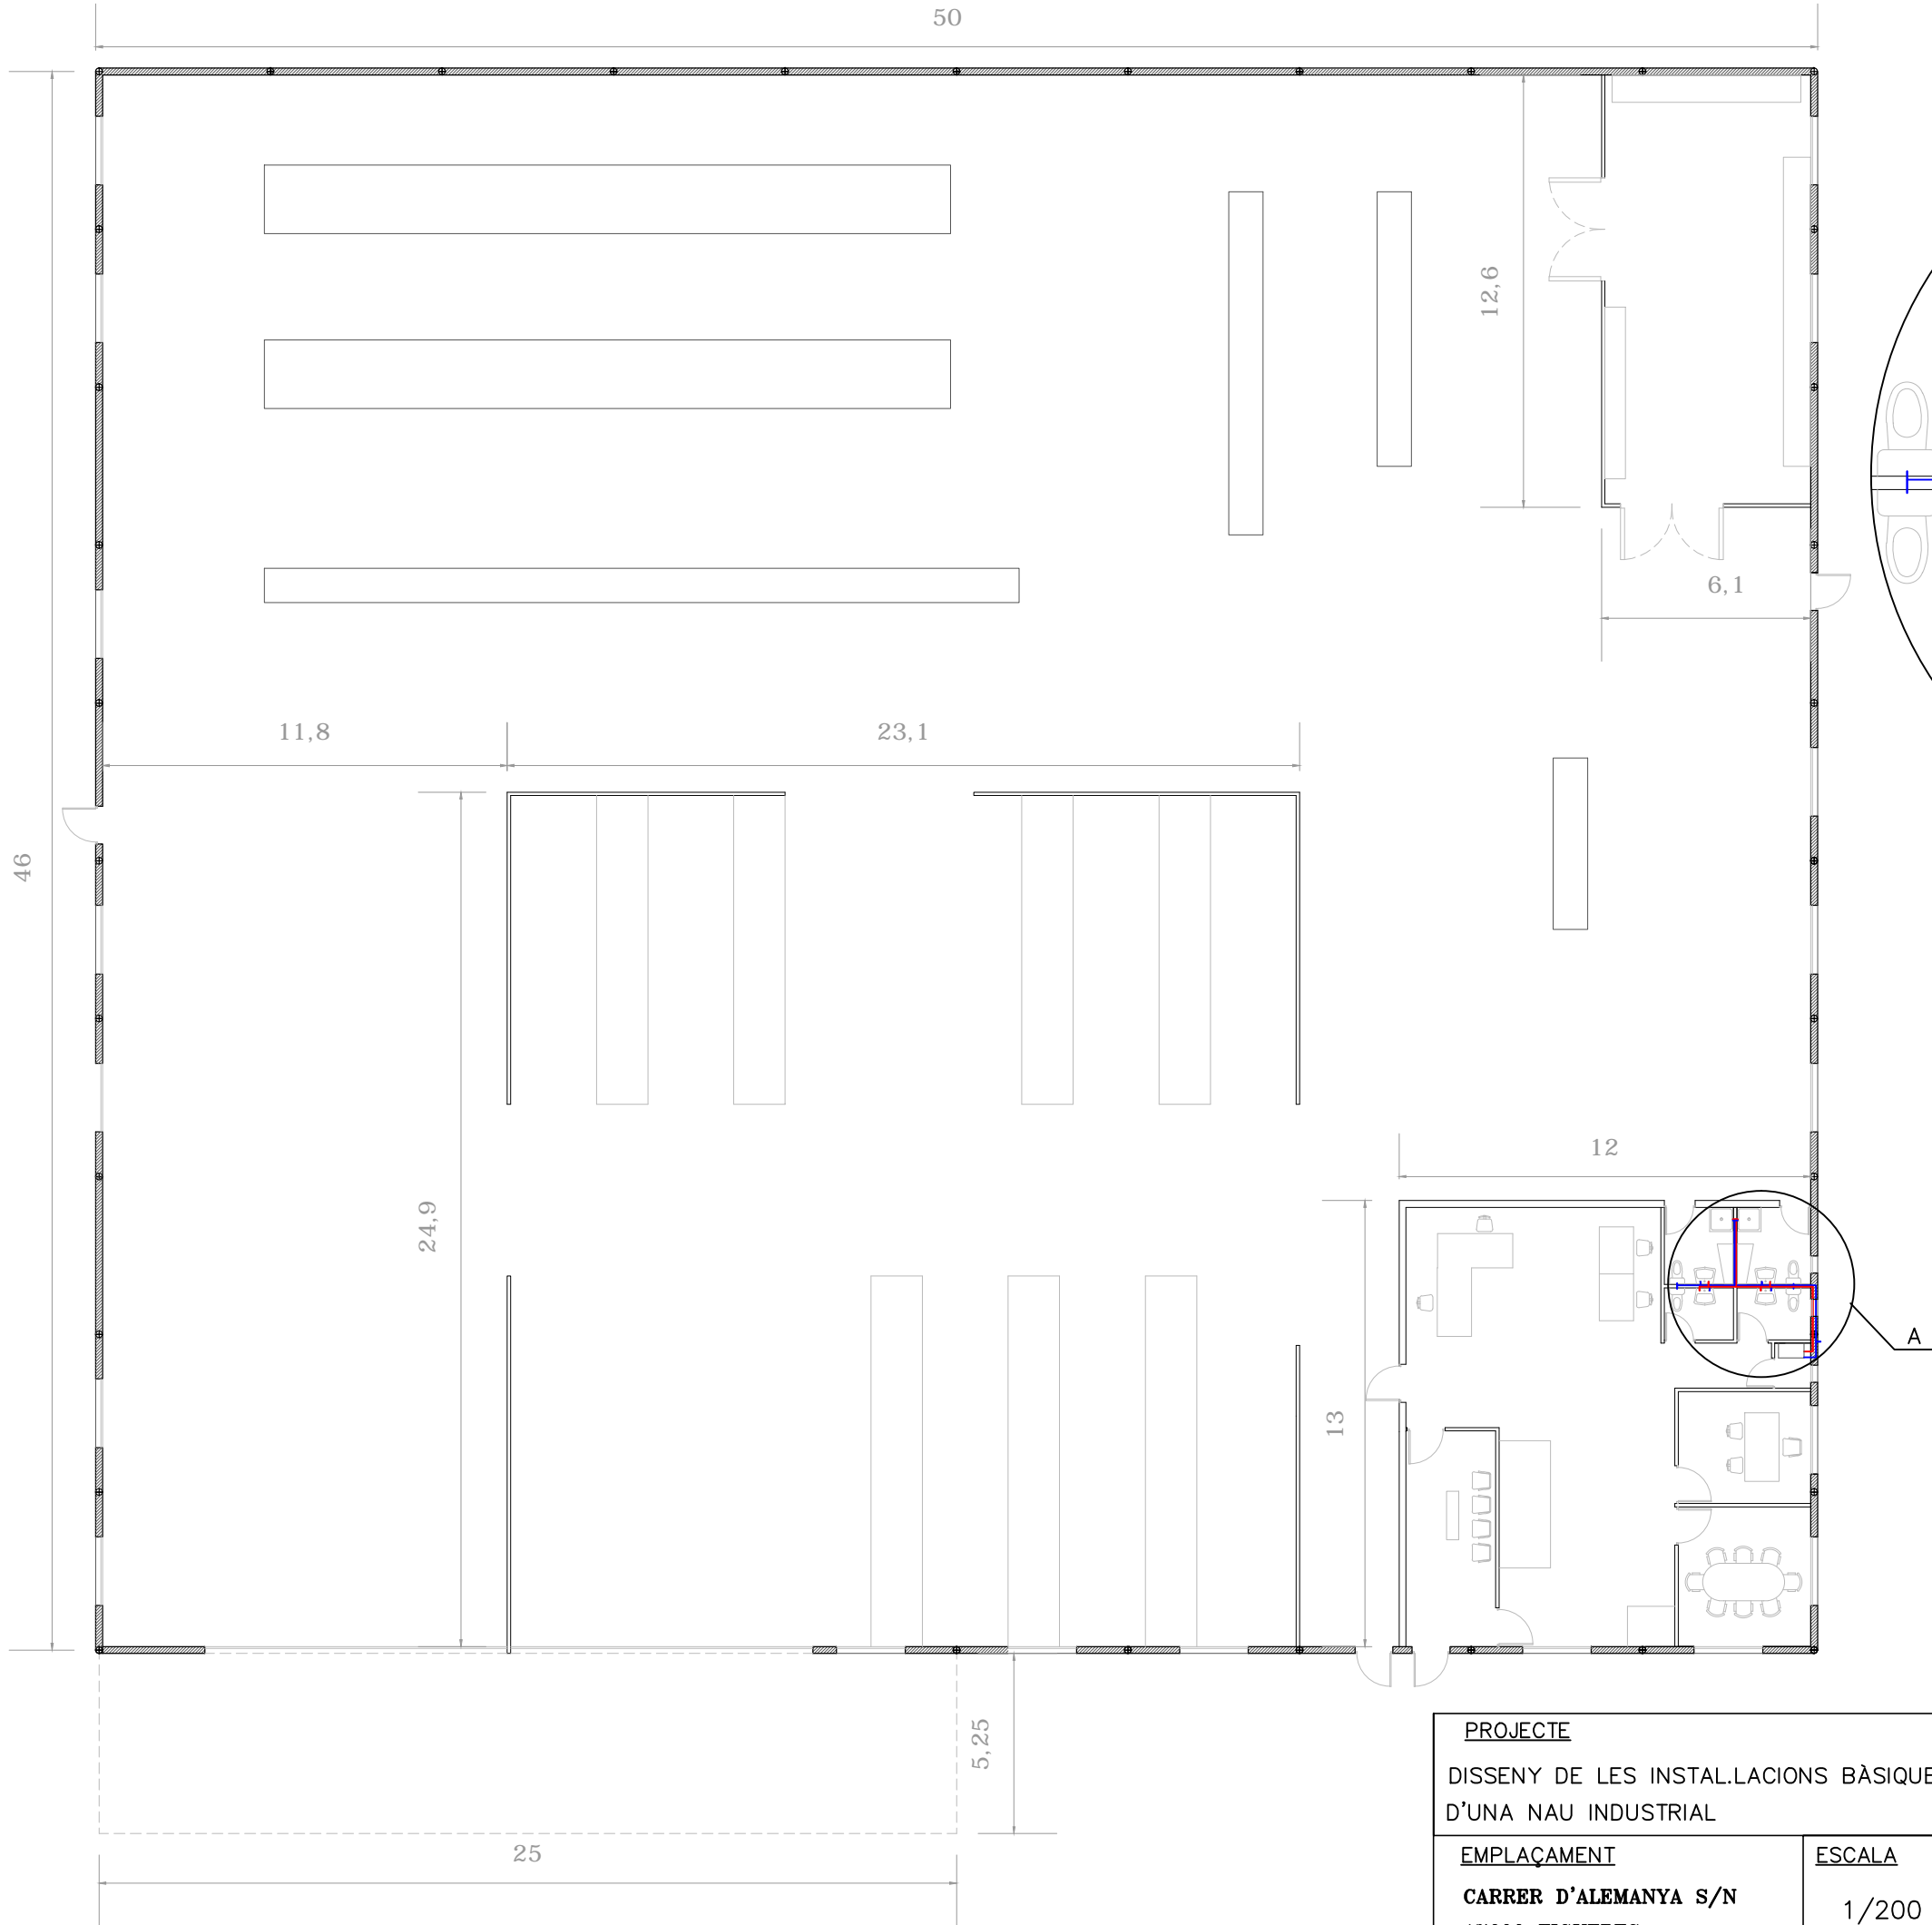 50
12,6
6,1
11,8
23,1
46
12
24,9
13
A
5,25
25
PROJECTE
DISSENY DE LES INSTAL.LACIONS BÀSIQUE
D'UNA NAU INDUSTRIAL
EMPLAÇAMENT
ESCALA
CARRER D'ALEMANYA S/N
1/200